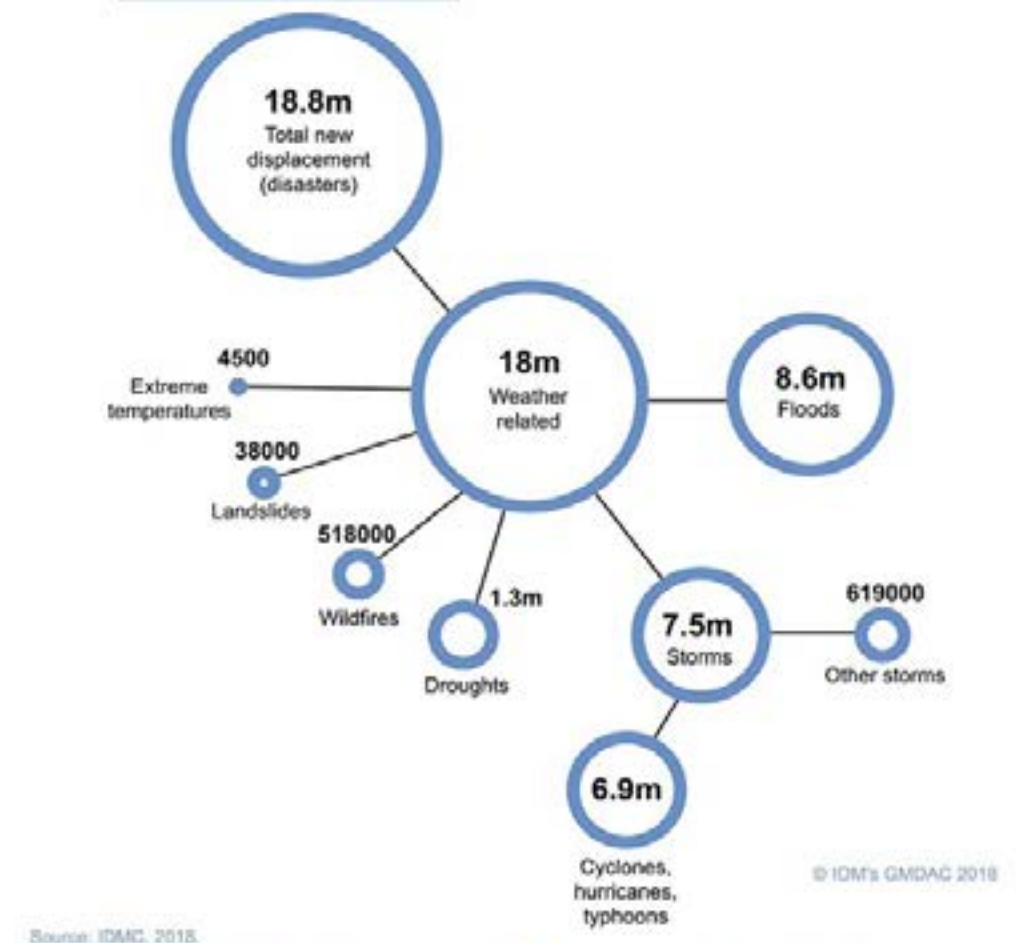 18.8m
Total new
displacement
(disasters)
18m
Weather
related
8.6m
Floods
4500
Extreme
temperatures
38000
Landslides
518000
Wildfires
1.3m
Droughts
7.5m
Storms
619000
Other storms
6.9m
Cyclones,
hurricanes,
typhoons
© IOM's GMDAC 2018
Source: IDMC, 2018.